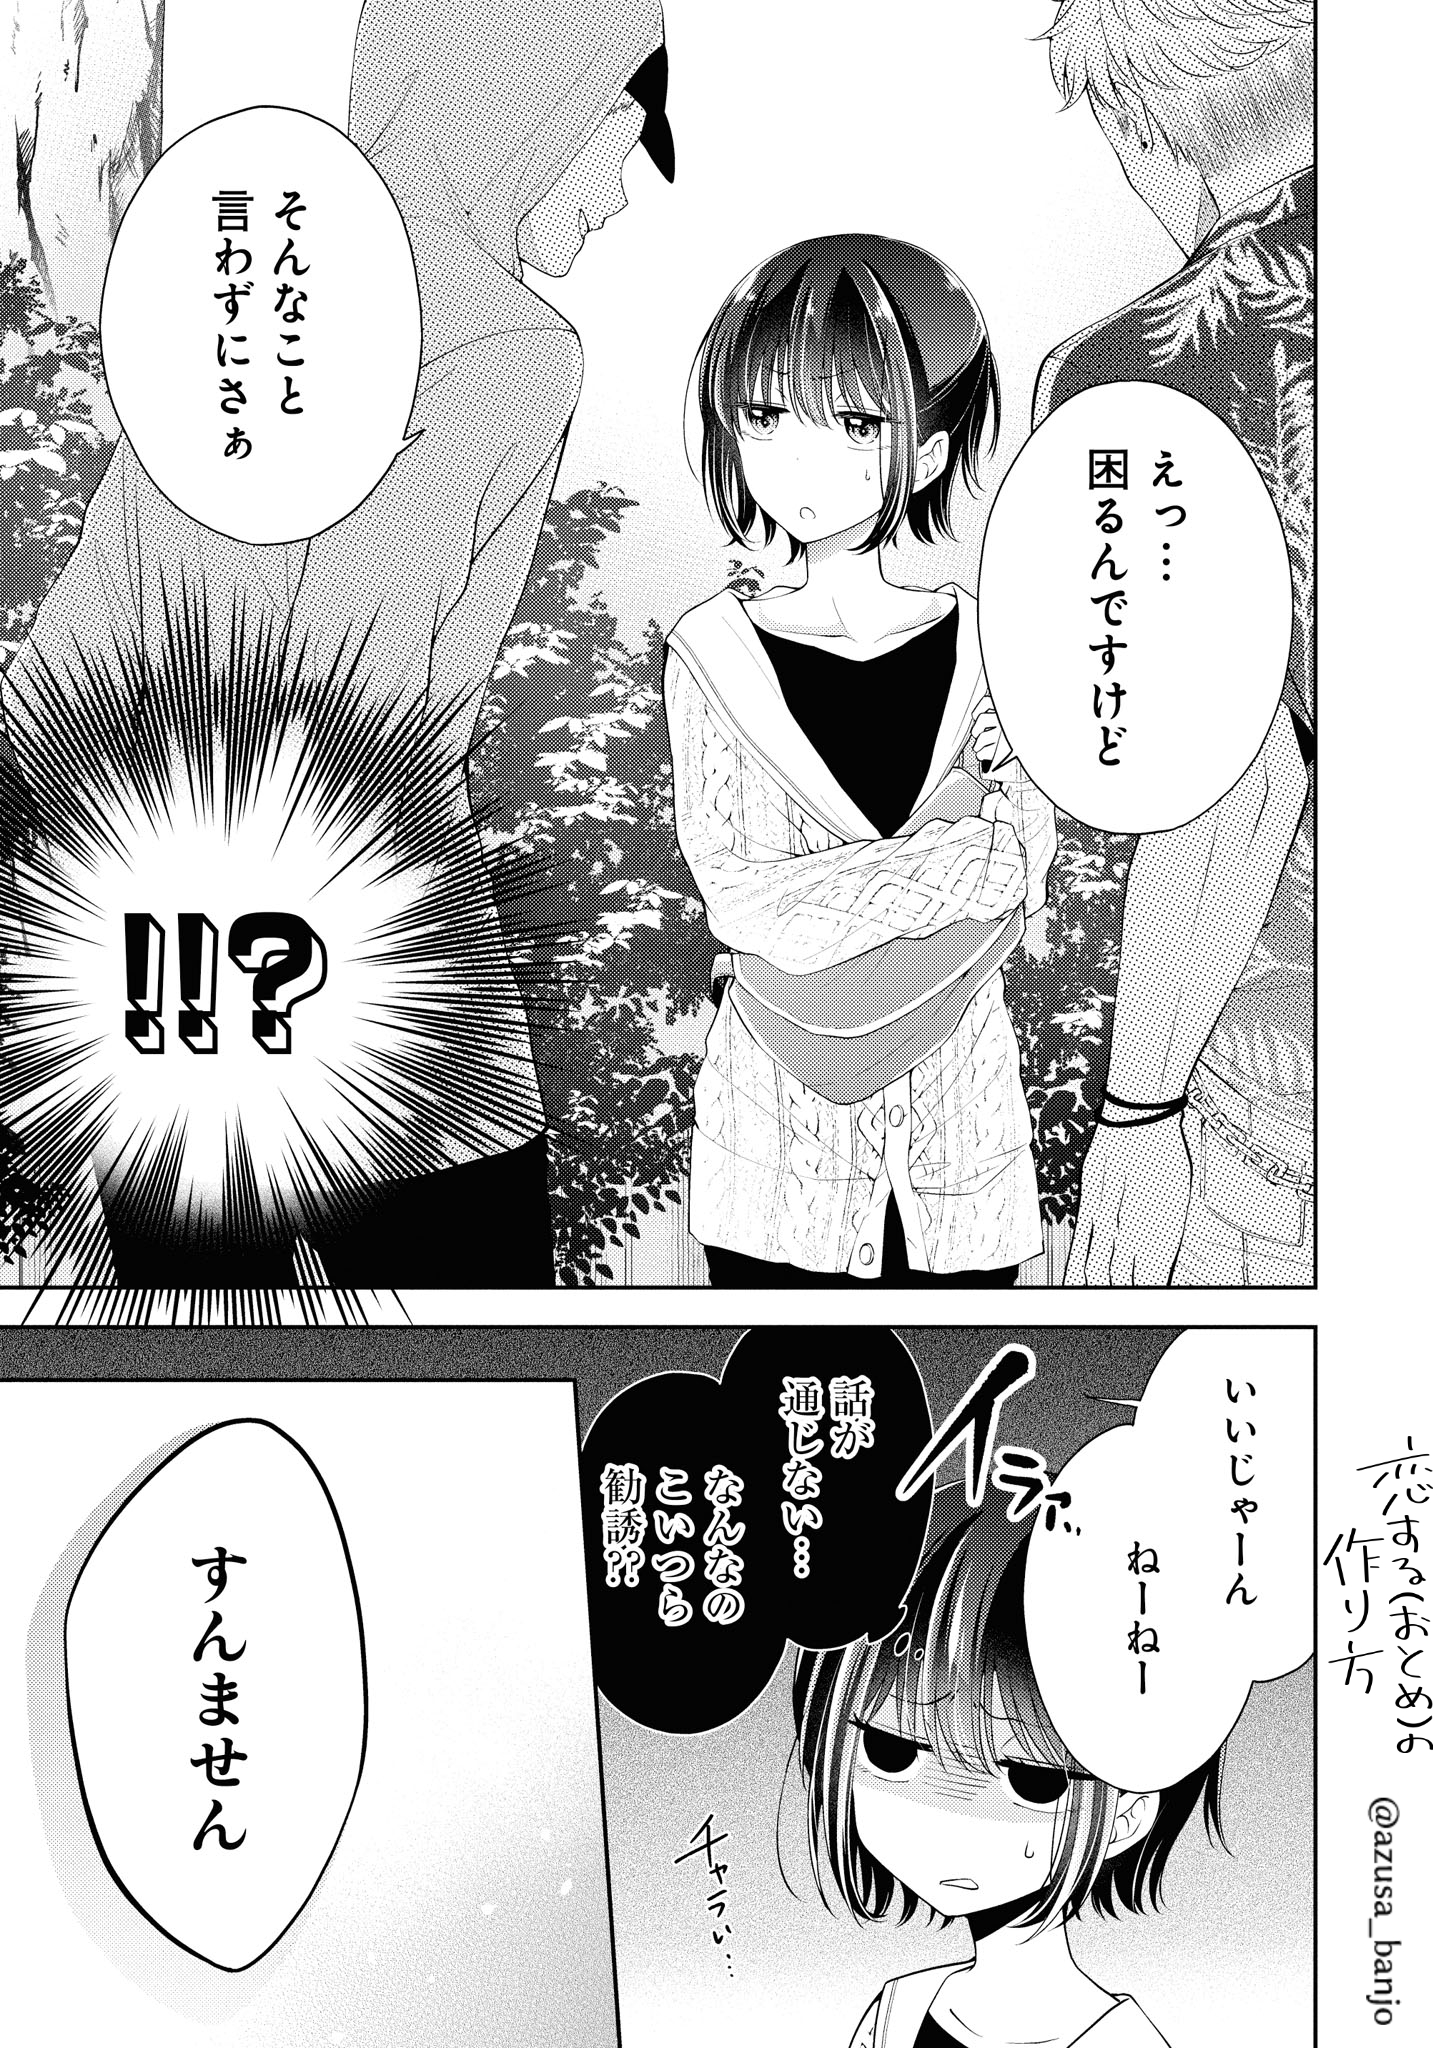 えっ…
困るんですけど
そんなこと
言わずにさぁ
!!?
いいじゃーん
ねーねー
イラァ、、
話が
通じない…
なんなの
こいつら
勧誘??
チャラい…
すんません
恋する(おとめ)の
作り方
@azusa_banjo